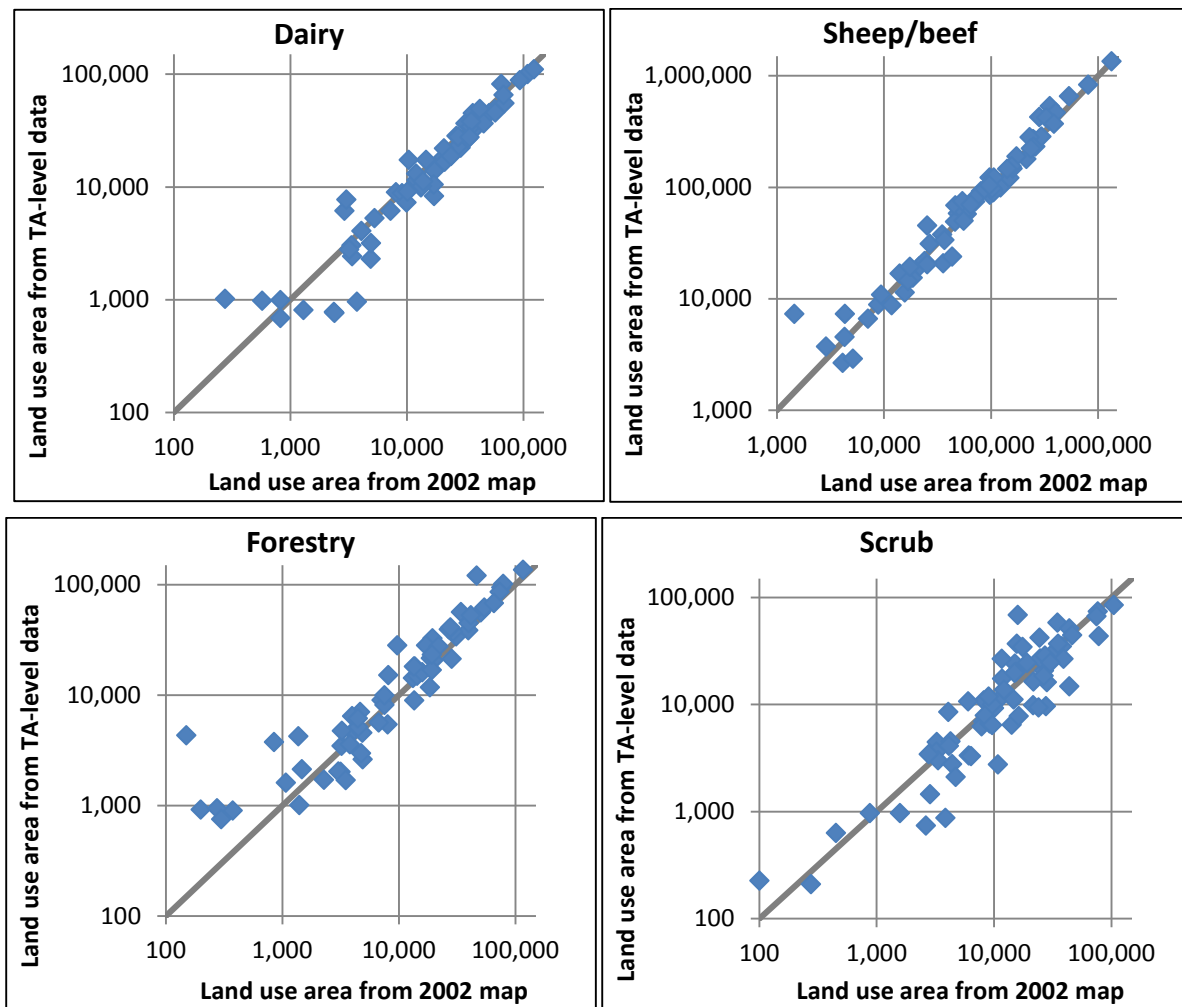 Dairy
Land use area from TA-level data
100,000
10,000
1,000
100
100 1,000 10,000 100,000
Land use area from 2002 map
Sheep/beef
Land use area from TA-level data
1,000,000
100,000
10,000
1,000
1,000 10,000 100,000 1,000,000
Land use area from 2002 map
Forestry
Land use area from TA-level data
100,000
10,000
1,000
100
100 1,000 10,000 100,000
Land use area from 2002 map
Scrub
Land use area from TA-level data
100,000
10,000
1,000
100
100 1,000 10,000 100,000
Land use area from 2002 map